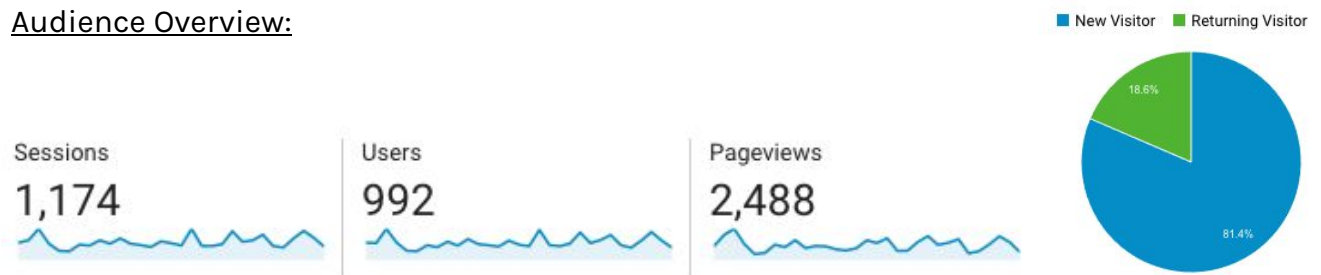 Audience Overview:
New Visitor
Returning Visitor
18.6%
81.4%
Sessions
1,174
Users
992
Pageviews
2,488